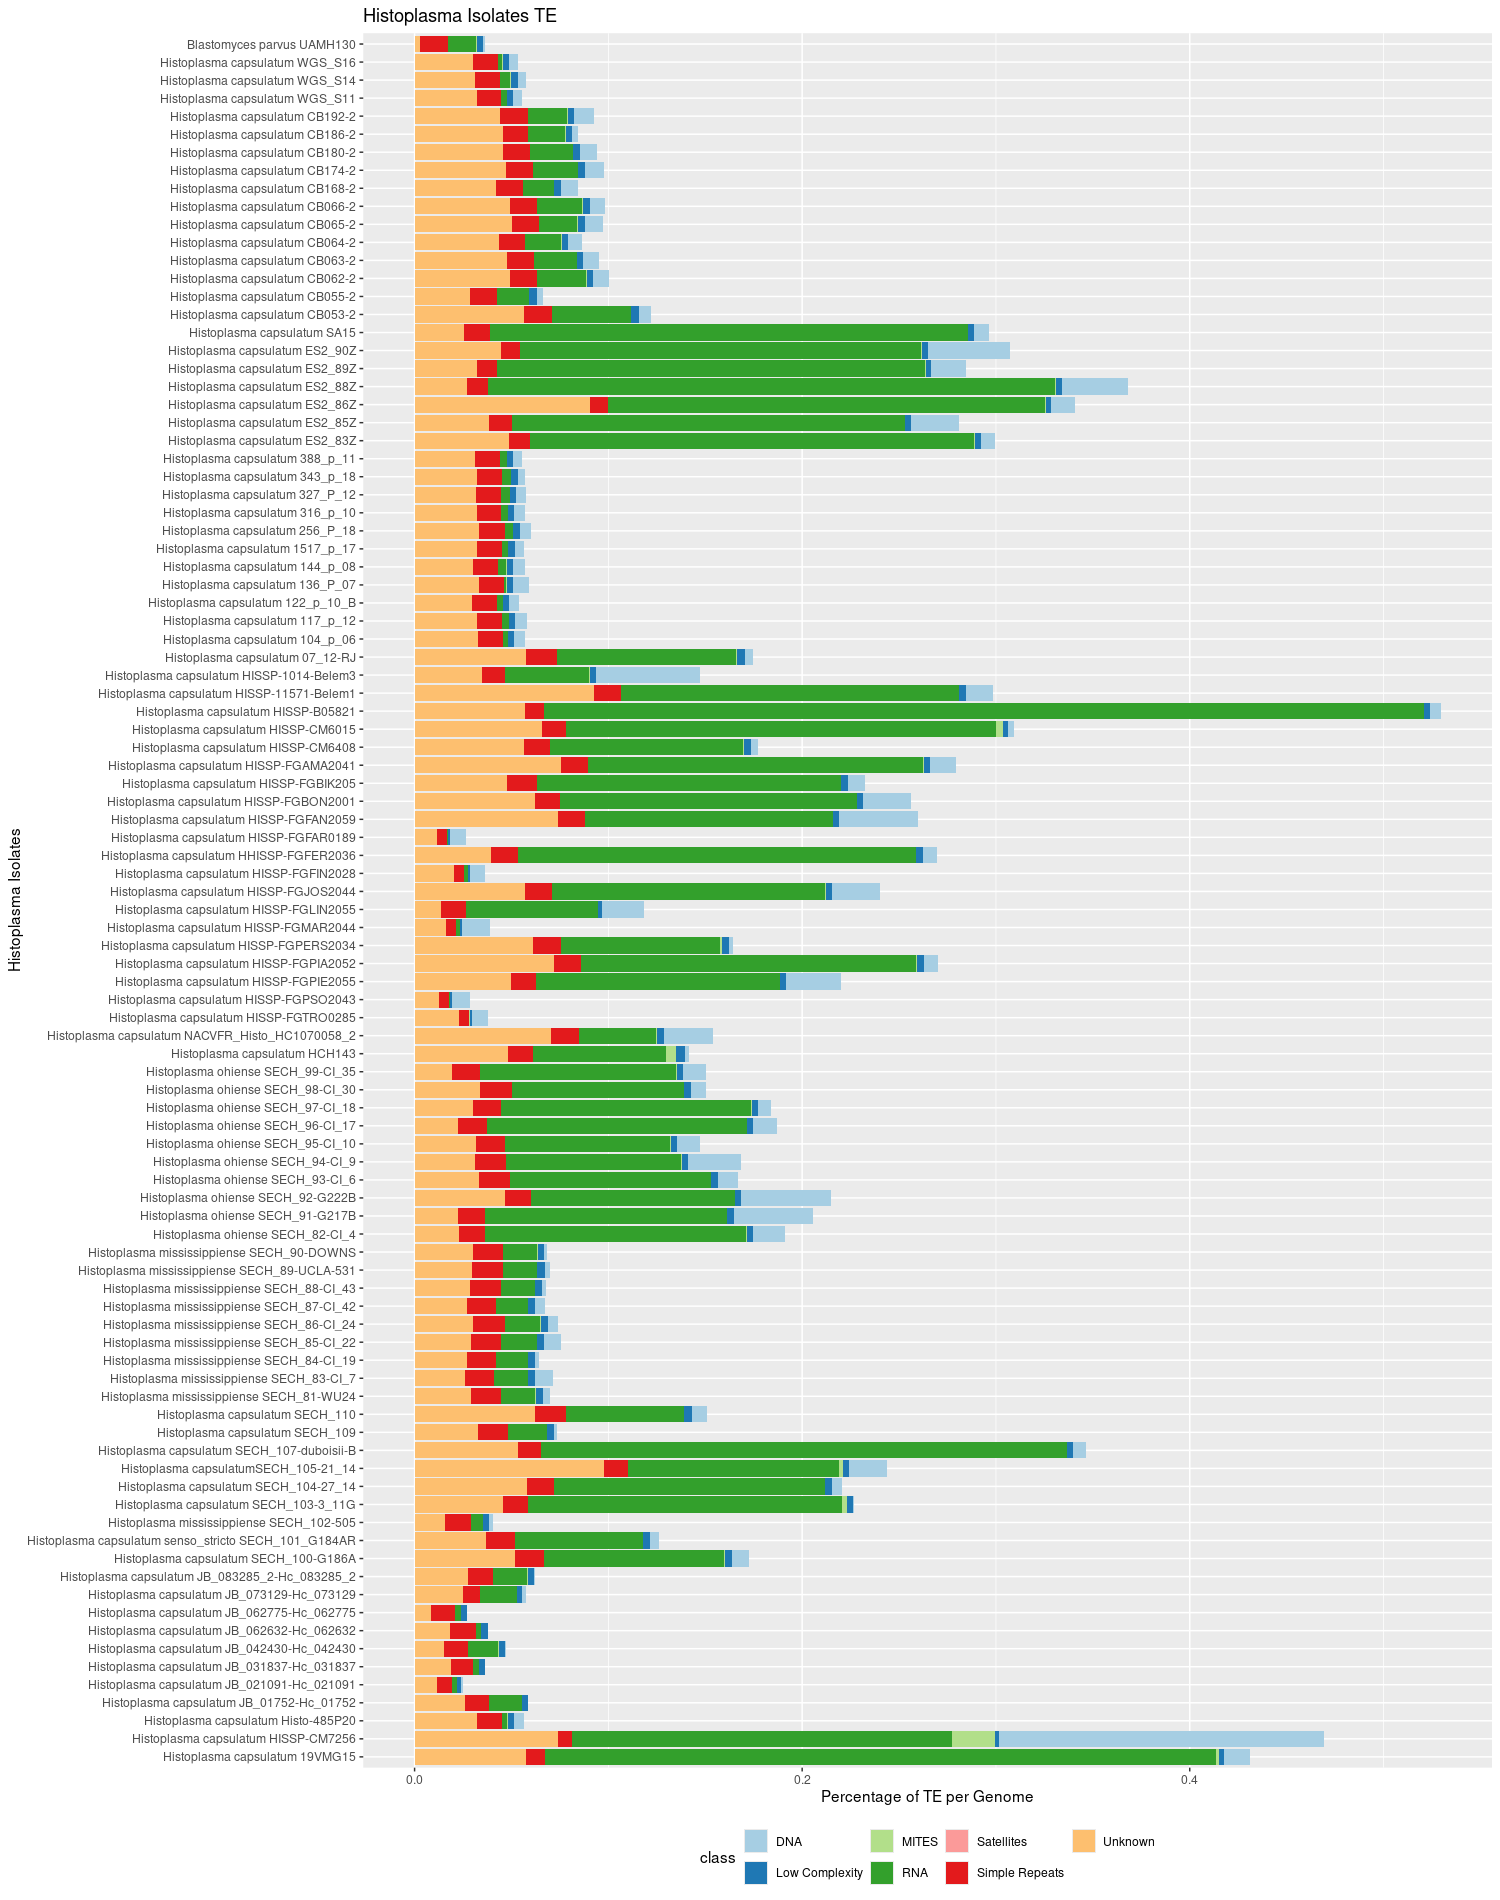 Histoplasma Isolates TE
Blastomyces parvus UAMH130
Histoplasma capsulatum WGS_S16
Histoplasma capsulatum WGS_S14
Histoplasma capsulatum WGS_S11
Histoplasma capsulatum CB192-2
Histoplasma capsulatum CB186-2
Histoplasma capsulatum CB180-2
Histoplasma capsulatum CB174-2
Histoplasma capsulatum CB168-2
Histoplasma capsulatum CB066-2
Histoplasma capsulatum CB065-2
Histoplasma capsulatum CB064-2
Histoplasma capsulatum CB063-2
Histoplasma capsulatum CB062-2
Histoplasma capsulatum CB055-2
Histoplasma capsulatum CB053-2
Histoplasma capsulatum SA15
Histoplasma capsulatum ES2_90Z
Histoplasma capsulatum ES2_89Z
Histoplasma capsulatum ES2_88Z
Histoplasma capsulatum ES2_86Z
Histoplasma capsulatum ES2_85Z
Histoplasma capsulatum ES2_83Z
Histoplasma capsulatum 388_p_11
Histoplasma capsulatum 343_p_18
Histoplasma capsulatum 327_P_12
Histoplasma capsulatum 316_p_10
Histoplasma capsulatum 256_P_18
Histoplasma capsulatum 1517_p_17
Histoplasma capsulatum 144_p_08
Histoplasma capsulatum 136_P_07
Histoplasma capsulatum 122_p_10_B
Histoplasma capsulatum 117_p_12
Histoplasma capsulatum 104_p_06
Histoplasma capsulatum 07_12-RJ
Histoplasma capsulatum HISSP-1014-Belem3
Histoplasma capsulatum HISSP-11571-Belem1
Histoplasma capsulatum HISSP-B05821
Histoplasma capsulatum HISSP-CM6015
Histoplasma capsulatum HISSP-CM6408
Histoplasma capsulatum HISSP-FGAMA2041
Histoplasma capsulatum HISSP-FGBIK205
Histoplasma capsulatum HISSP-FGBON2001
Histoplasma capsulatum HISSP-FGFAN2059
Histoplasma capsulatum HISSP-FGFAR0189
Histoplasma capsulatum HHISSP-FGFER2036
Histoplasma capsulatum HISSP-FGFIN2028
Histoplasma capsulatum HISSP-FGJOS2044
Histoplasma capsulatum HISSP-FGLIN2055
Histoplasma capsulatum HISSP-FGMAR2044
Histoplasma capsulatum HISSP-FGPERS2034
Histoplasma capsulatum HISSP-FGPIA2052
Histoplasma capsulatum HISSP-FGPIE2055
Histoplasma capsulatum HISSP-FGPSO2043
Histoplasma capsulatum HISSP-FGTRO0285
Histoplasma capsulatum NACVFR_Histo_HC1070058_2
Histoplasma capsulatum HCH143
Histoplasma ohiense SECH_99-CI_35
Histoplasma ohiense SECH_98-CI_30
Histoplasma ohiense SECH_97-CI_18
Histoplasma ohiense SECH_96-CI_17
Histoplasma ohiense SECH_95-CI_10
Histoplasma ohiense SECH_94-CI_9
Histoplasma ohiense SECH_93-CI_6
Histoplasma ohiense SECH_92-G222B
Histoplasma ohiense SECH_91-G217B
Histoplasma ohiense SECH_82-CI_4
Histoplasma mississippiense SECH_90-DOWNS
Histoplasma mississippiense SECH_89-UCLA-531
Histoplasma mississippiense SECH_88-CI_43
Histoplasma mississippiense SECH_87-CI_42
Histoplasma mississippiense SECH_86-CI_24
Histoplasma mississippiense SECH_85-CI_22
Histoplasma mississippiense SECH_84-CI_19
Histoplasma mississippiense SECH_83-CI_7
Histoplasma mississippiense SECH_81-WU24
Histoplasma capsulatum SECH_110
Histoplasma capsulatum SECH_109
Histoplasma capsulatum SECH_107-duboisii-B
Histoplasma capsulatumSECH_105-21_14
Histoplasma capsulatum SECH_104-27_14
Histoplasma capsulatum SECH_103-3_11G
Histoplasma mississippiense SECH_102-505
Histoplasma capsulatum senso_stricto SECH_101_G184AR
Histoplasma capsulatum SECH_100-G186A
Histoplasma capsulatum JB_083285_2-Hc_083285_2
Histoplasma capsulatum JB_073129-Hc_073129
Histoplasma capsulatum JB_062775-Hc_062775
Histoplasma capsulatum JB_062632-Hc_062632
Histoplasma capsulatum JB_042430-Hc_042430
Histoplasma capsulatum JB_031837-Hc_031837
Histoplasma capsulatum JB_021091-Hc_021091
Histoplasma capsulatum JB_01752-Hc_01752
Histoplasma capsulatum Histo-485P20
Histoplasma capsulatum HISSP-CM7256
Histoplasma capsulatum 19VMG15
Histoplasma Isolates
0.0 0.2 0.4
Percentage of TE per Genome
class
DNA MITES Satellites Unknown
Low Complexity RNA Simple Repeats